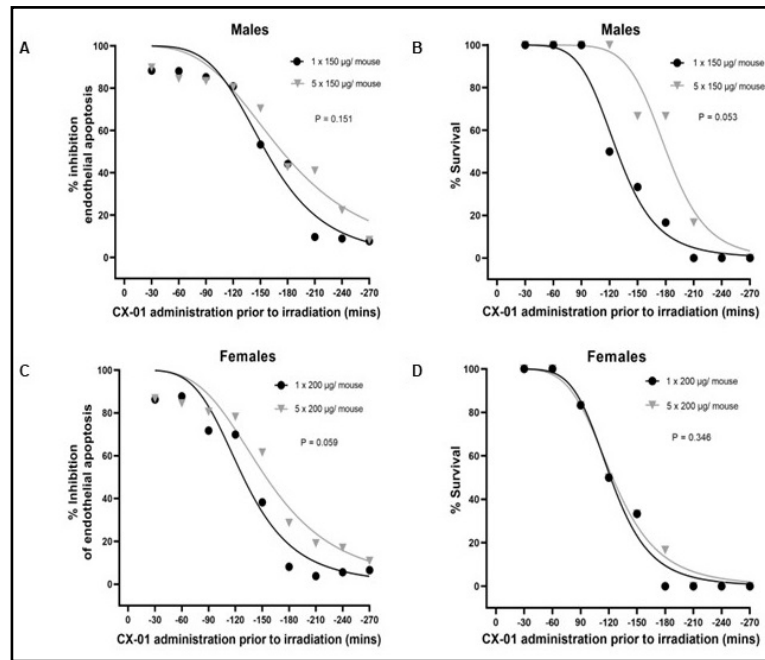 A
Males
% inhibition
endothelial apoptosis
100
80
60
40
20
0
1 x 150 µg/ mouse
5 x 150 µg/ mouse
P = 0.151
CX -30 -60 -90 -120 -150 -180 -210 -240 -270
CX-01 administration prior to irradiation (mins)
B
Males
% Survival
100
80
60
40
20
0
1 x 150 µg/ mouse
5 x 150 µg/ mouse
P = 0.053
CX -30 -60 -90 -120 -150 -180 -210 -240 -270
CX-01 administration prior to irradiation (mins)
C
Females
% Inhibition
of endothelial apoptosis
100
80
60
40
20
0
1 x 200 µg/ mouse
5 x 200 µg/ mouse
P = 0.059
CX -30 -60 -90 -120 -150 -180 -210 -240 -270
CX-01 administration prior to irradiation (mins)
D
Females
% Survival
100
80
60
40
20
0
1 x 200 µg/ mouse
5 x 200 µg/ mouse
P = 0.346
CX -30 -60 -90 -120 -150 -180 -210 -240 -270
CX-01 administration prior to irradiation (mins)